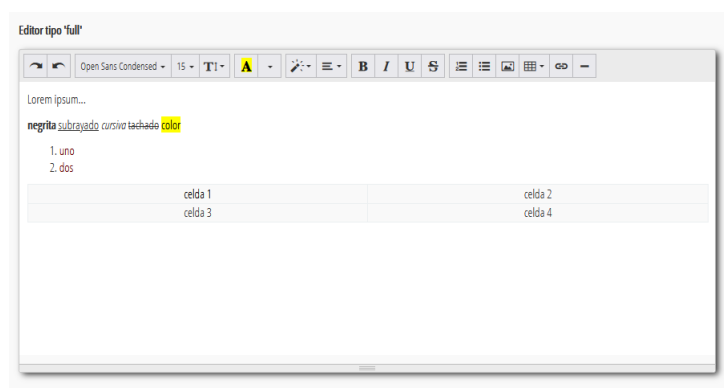 Editor tipo 'full'
Open Sans Condensed 15 T A B I U S
Lorem ipsum...
negrita subrayado cursiva tachado color
1. uno
2. dos
celda 1 celda 2
celda 3 celda 4